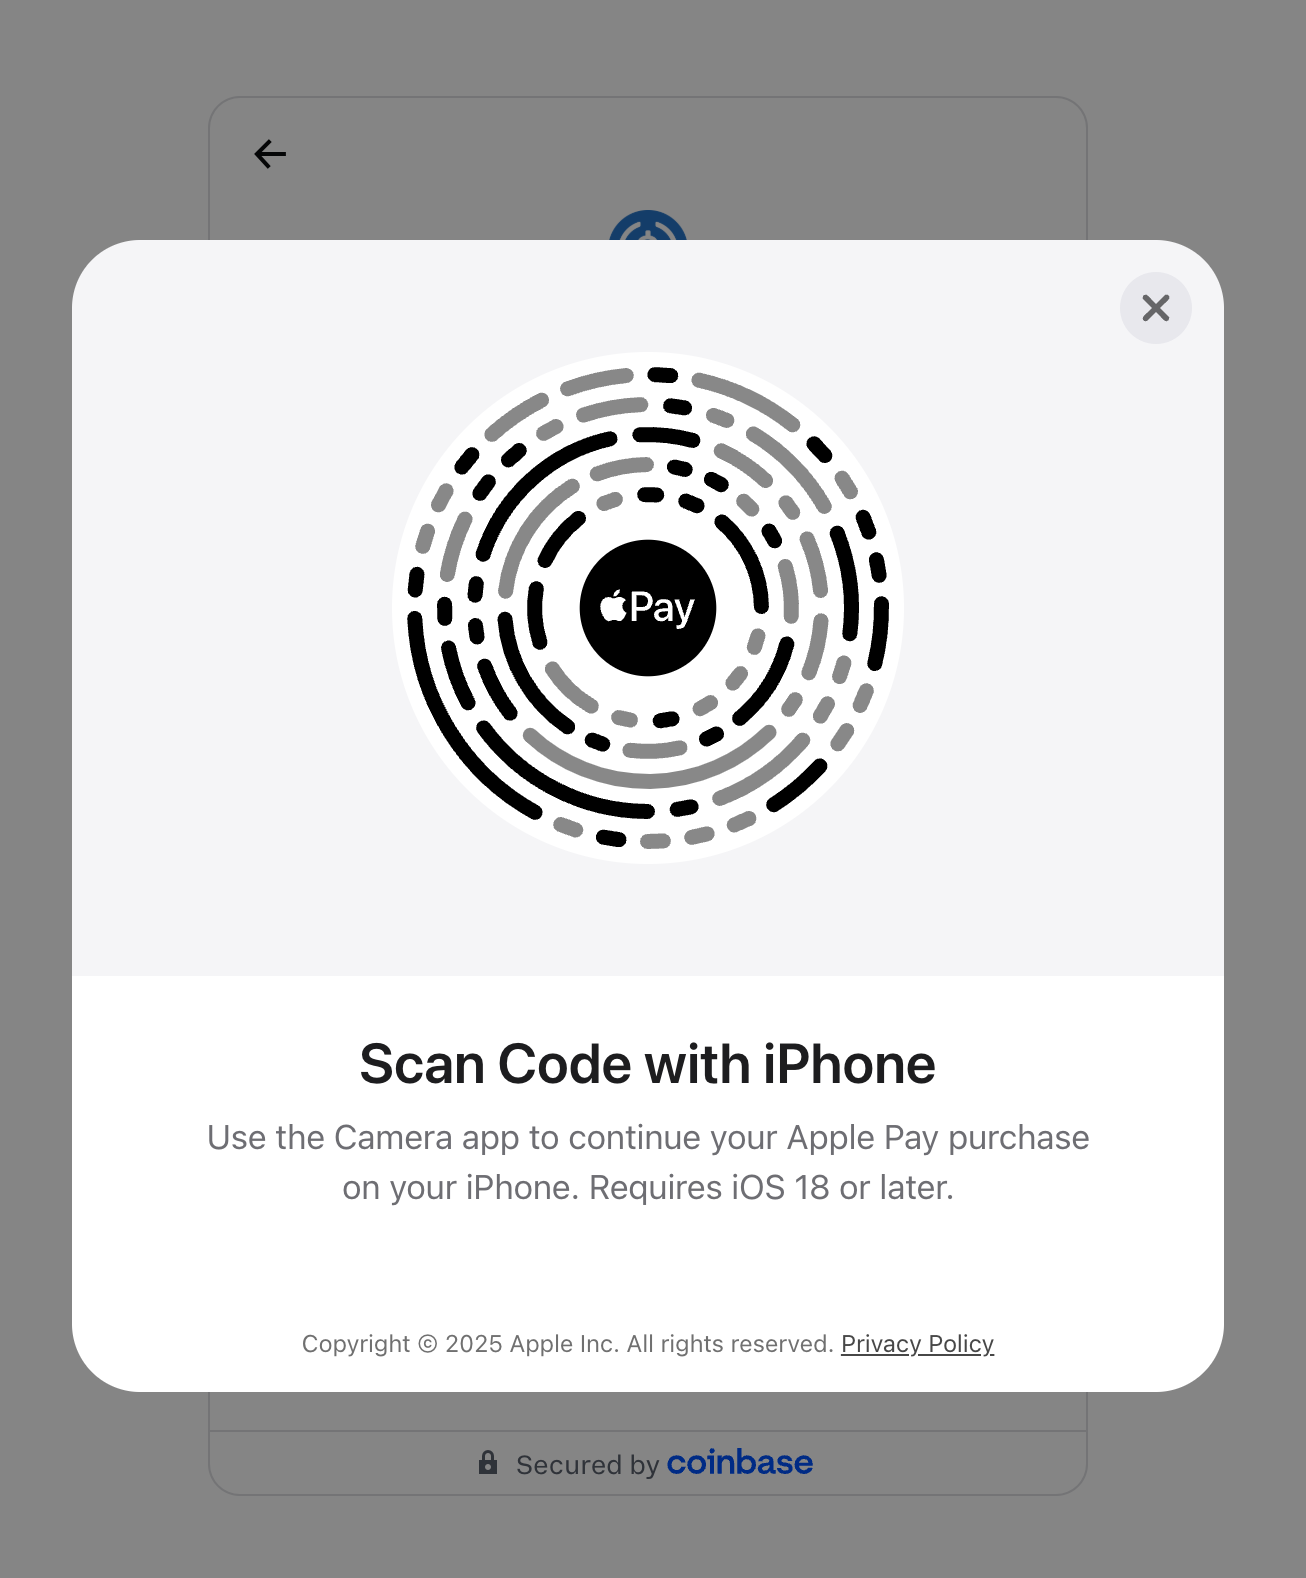 Pay
Scan Code with iPhone
Use the Camera app to continue your Apple Pay purchase
on your iPhone. Requires iOS 18 or later.
Copyright © 2025 Apple Inc. All rights reserved. Privacy Policy
Secured by coinbase